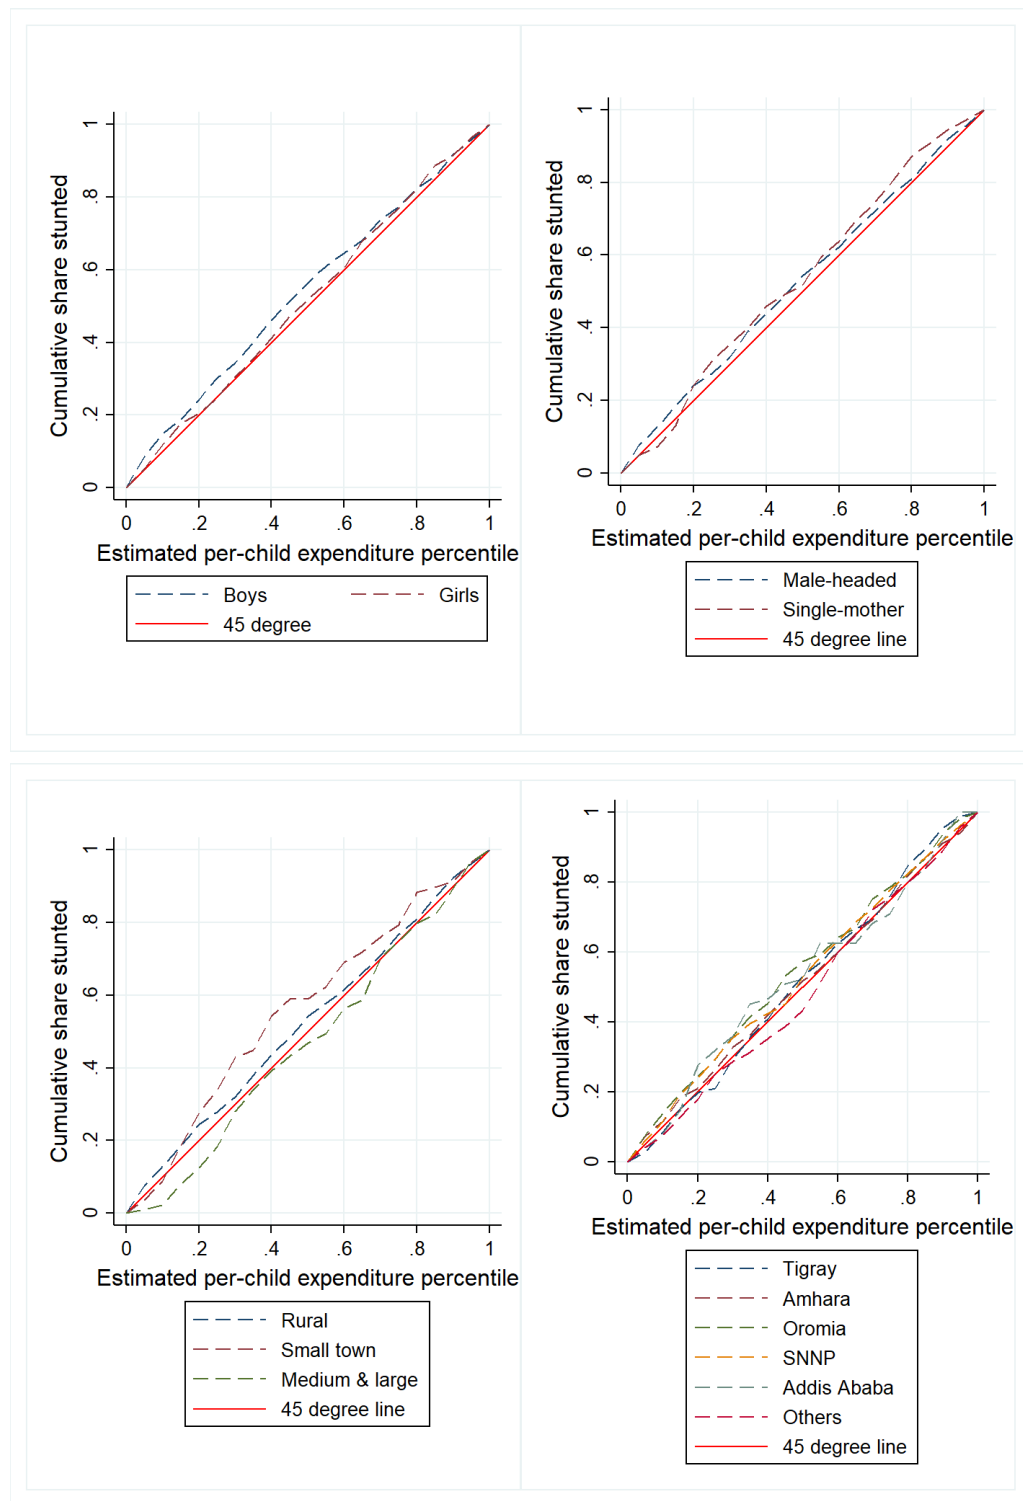 Cumulative share stunted
1
.8
.6
.4
.2
0
0 .2 .4 .6 .8 1
Estimated per-child expenditure percentile
Boys Girls
45 degree
Cumulative share stunted
1
.8
.6
.4
.2
0
0 .2 .4 .6 .8 1
Estimated per-child expenditure percentile
Male-headed
Single-mother
45 degree line
Cumulative share stunted
1
.8
.6
.4
.2
0
0 .2 .4 .6 .8 1
Estimated per-child expenditure percentile
Rural
Small town
Medium & large
45 degree line
Cumulative share stunted
1
.8
.6
.4
.2
0
0 .2 .4 .6 .8 1
Estimated per-child expenditure percentile
Tigray
Amhara
Oromia
SNNP
Addis Ababa
Others
45 degree line